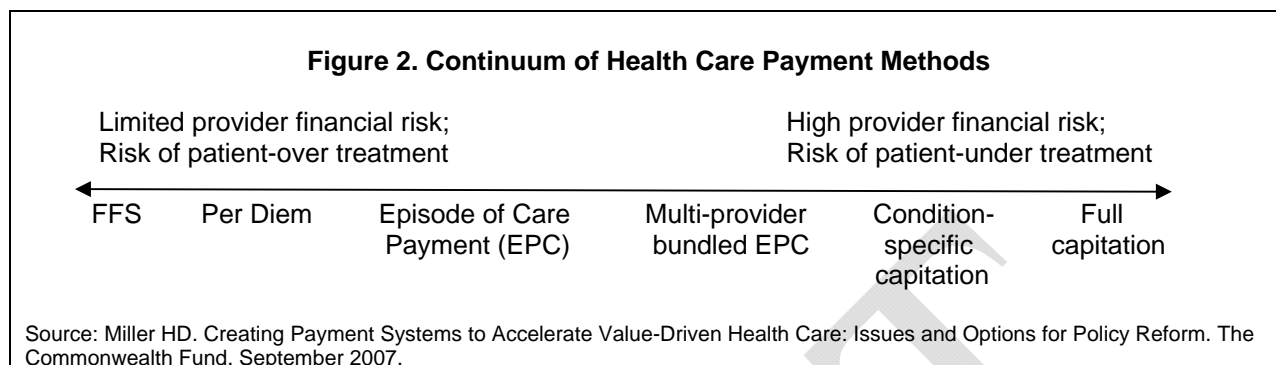 Figure 2. Continuum of Health Care Payment Methods
Limited provider financial risk;
Risk of patient-over treatment
High provider financial risk;
Risk of patient-under treatment
FFS
Per Diem
Episode of Care
Payment (EPC)
Multi-provider
bundled EPC
Condition-
specific
capitation
Full
capitation
Source: Miller HD. Creating Payment Systems to Accelerate Value-Driven Health Care: Issues and Options for Policy Reform. The
Commonwealth Fund. September 2007.